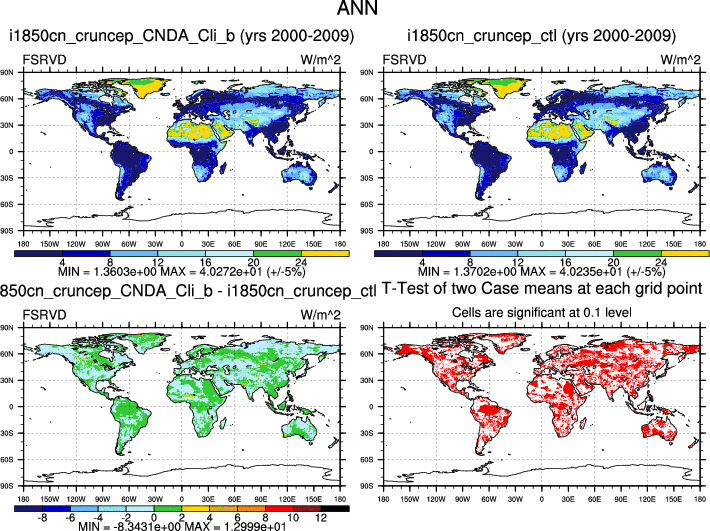 ANN
i1850cn_cruncep_CNDA_Cli_b (yrs 2000-2009)
i1850cn_cruncep_ctl (yrs 2000-2009)
FSRVD W/m^2
FSRVD W/m^2
90N
60N
30N
0
30S
60S
90S
180 150W 120W 90W 60W 30W 0 30E 60E 90E 120E 150E 180
4 8 12 16 20 24
MIN = 1.3603e+00 MAX = 4.0272e+01 (+/-5%)
90N
60N
30N
0
30S
60S
90S
180 150W 120W 90W 60W 30W 0 30E 60E 90E 120E 150E 180
4 8 12 16 20 24
MIN = 1.3702e+00 MAX = 4.0235e+01 (+/-5%)
850cn_cruncep_CNDA_Cli_b - i1850cn_cruncep_ctl
T-Test of two Case means at each grid point
FSRVD W/m^2
Cells are significant at 0.1 level
90N
60N
30N
0
30S
60S
90S
180 150W 120W 90W 60W 30W 0 30E 60E 90E 120E 150E 180
-8 -6 -4 -2 0 2 4 6 8 10 12
MIN = -8.3431e+00 MAX = 1.2999e+01
90N
60N
30N
0
30S
60S
90S
180 150W 120W 90W 60W 30W 0 30E 60E 90E 120E 150E 180